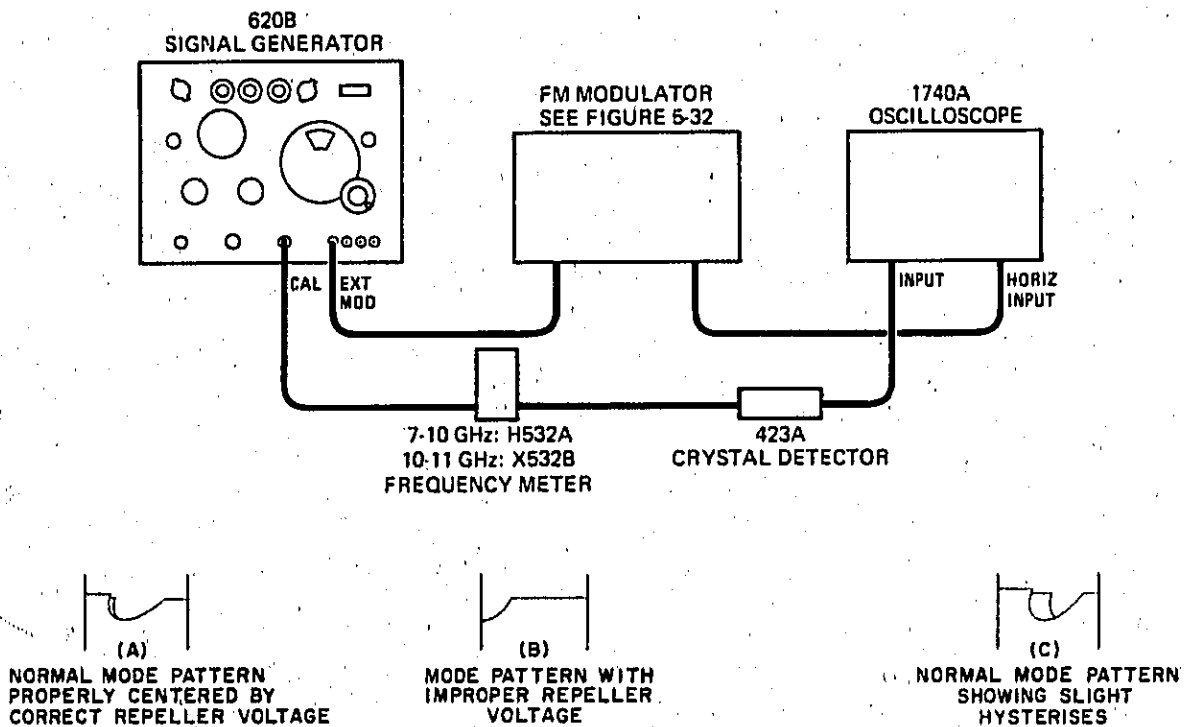 620B
SIGNAL GENERATOR
FM MODULATOR
SEE FIGURE 5-32
1740A
OSCILLOSCOPE
CAL
EXT
MOD
INPUT
HORIZ
INPUT
7-10 GHz: H532A
10-11 GHz: X532B
FREQUENCY METER
423A
CRYSTAL DETECTOR
(A)
NORMAL MODE PATTERN
PROPERLY CENTERED BY
CORRECT REPELLER VOLTAGE
(B)
MODE PATTERN WITH
IMPROPER REPELLER
VOLTAGE
(C)
NORMAL MODE PATTERN
SHOWING SLIGHT
HYSTERISES